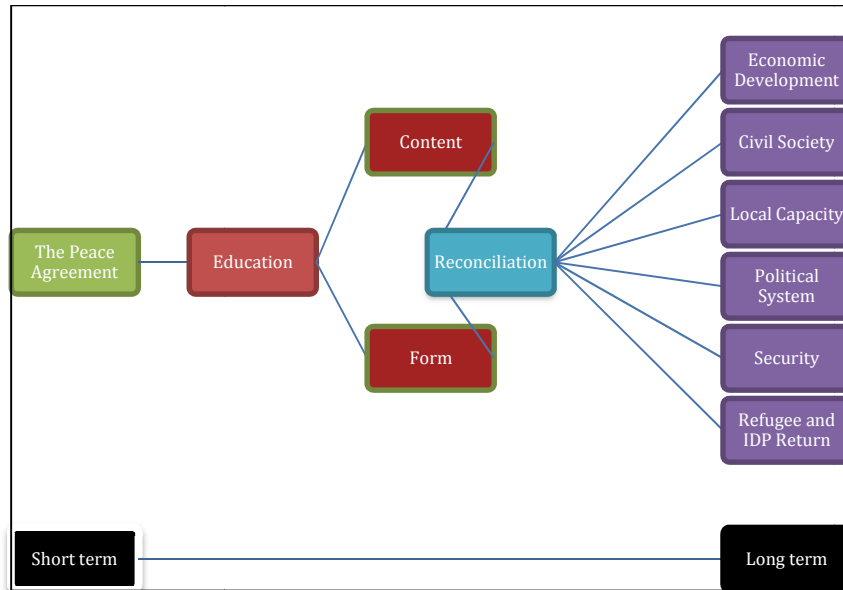 The Peace
Agreement
Education
Content
Form
Reconciliation
Economic
Development
Civil Society
Local Capacity
Political
System
Security
Refugee and
IDP Return
Short term
Long term